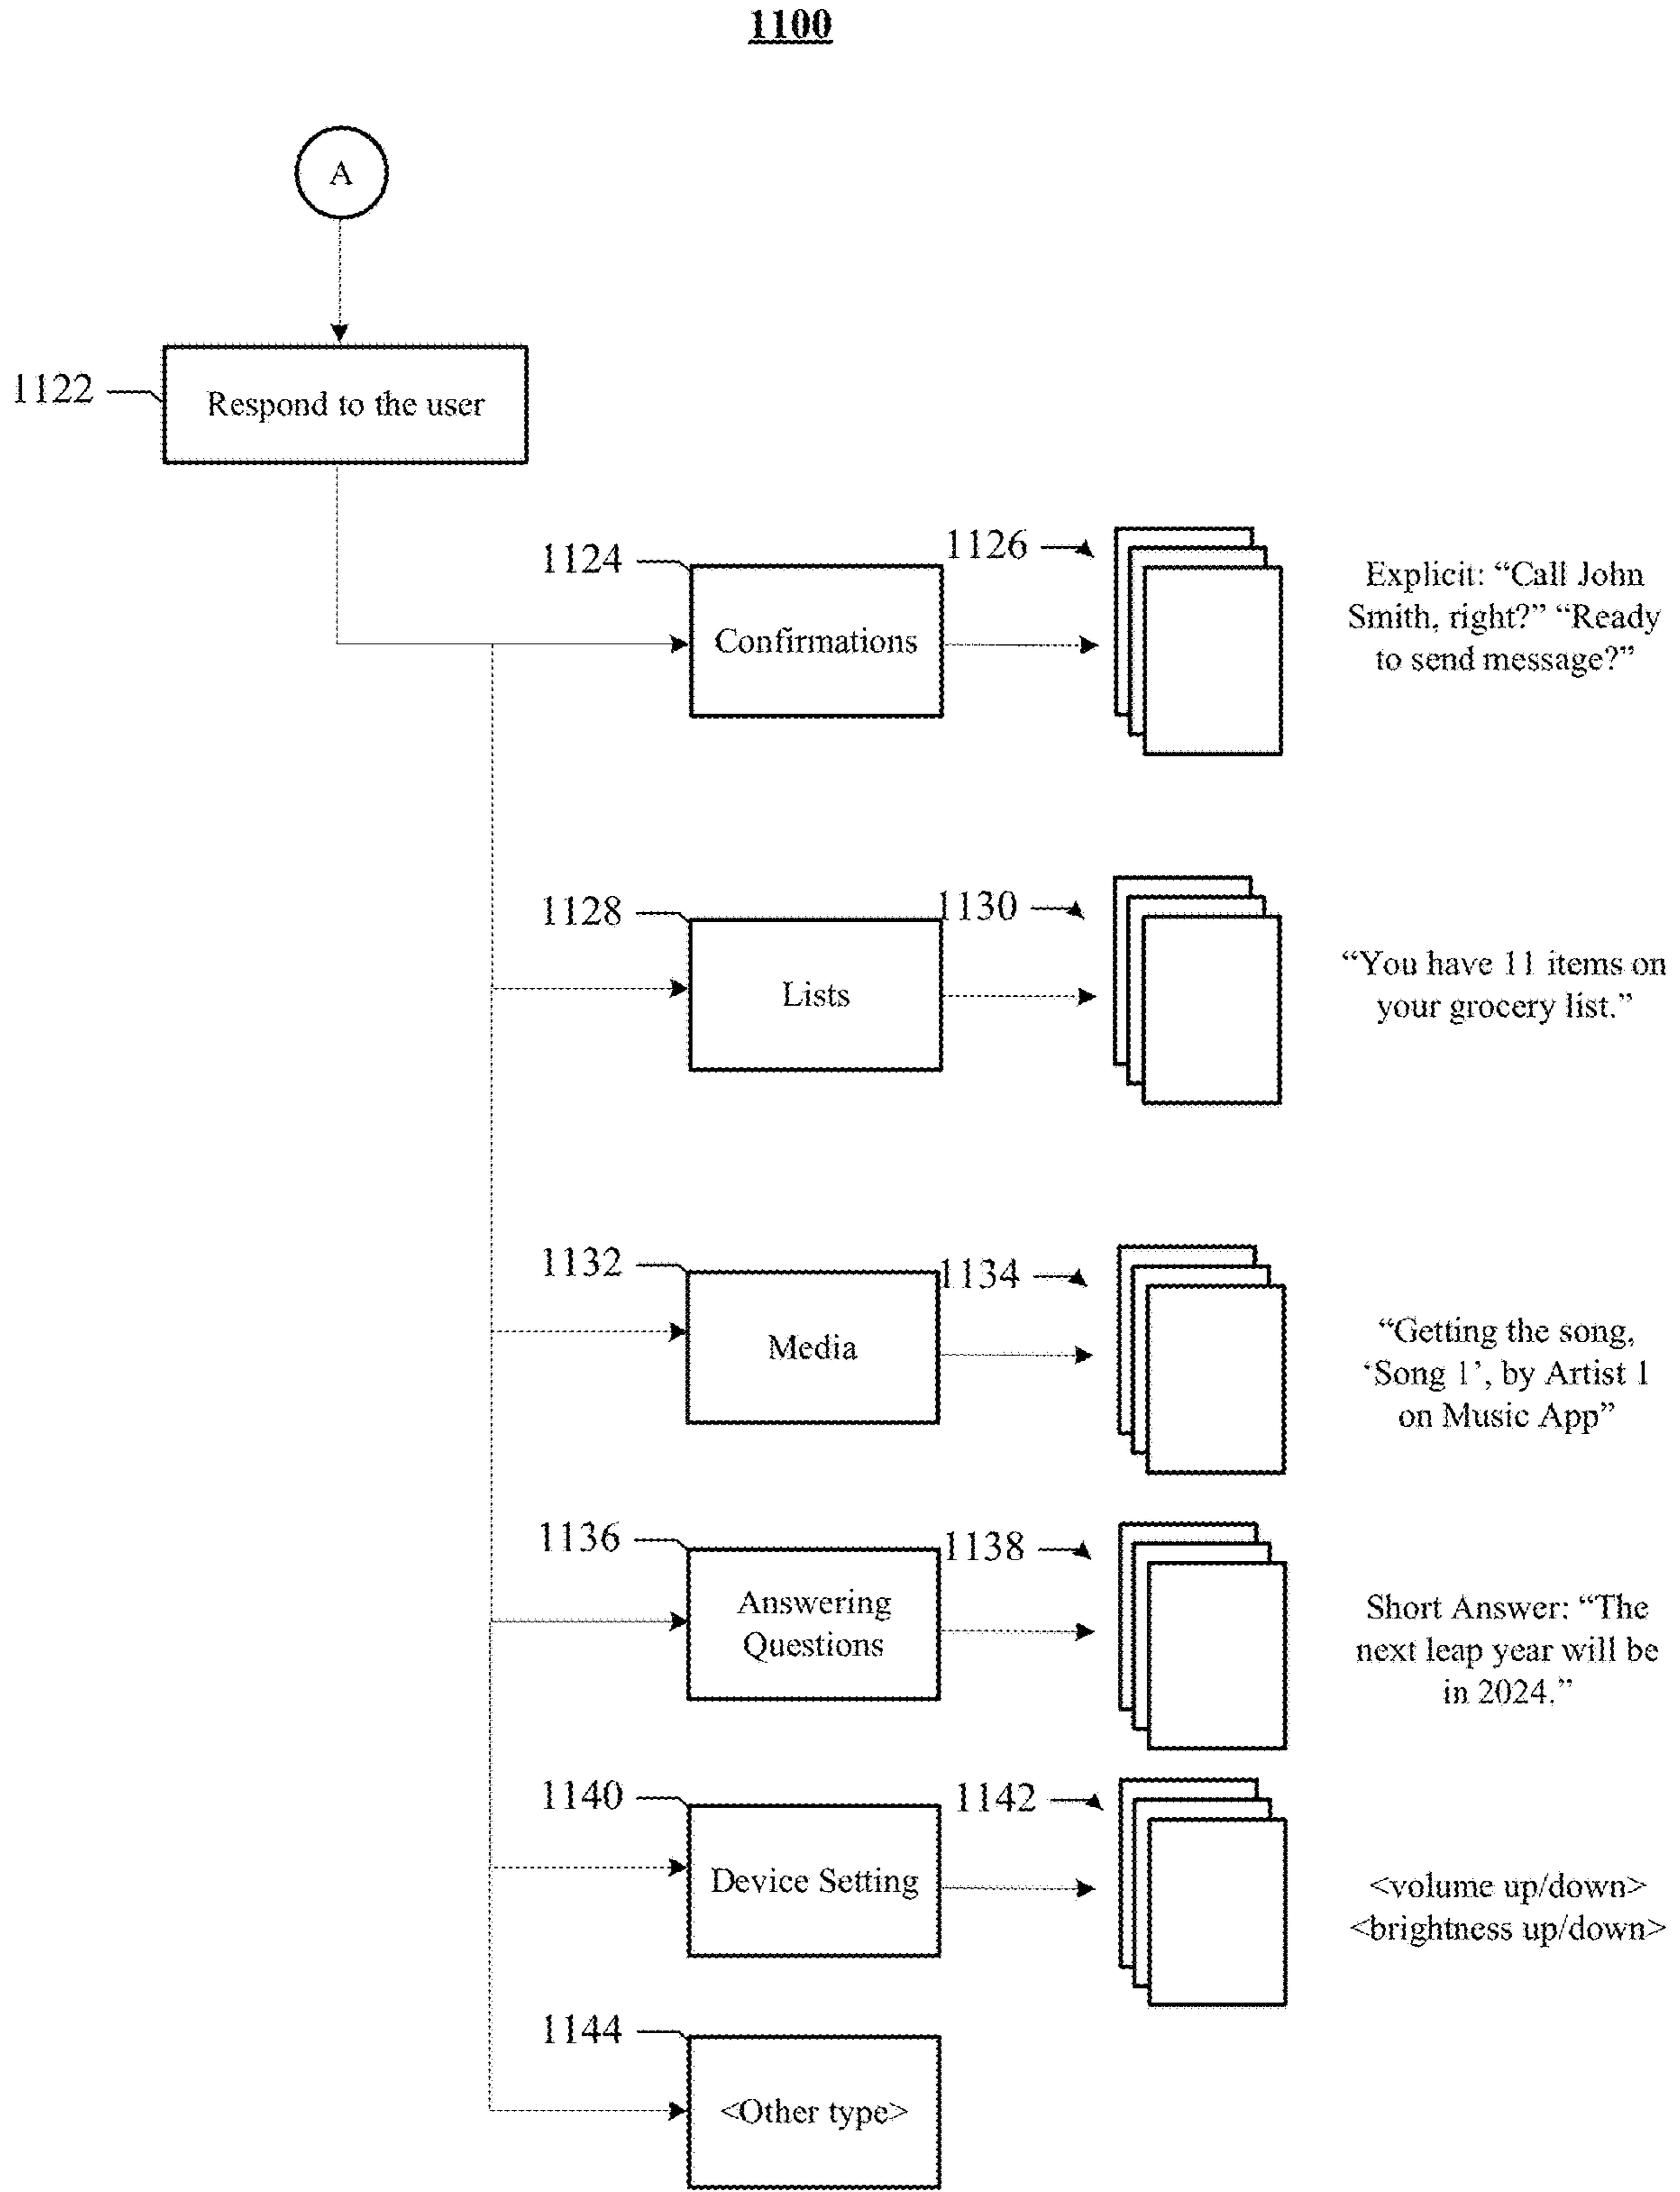 1100
A
1122
Respond to the user
1124
Confirmations
1126
Explicit: “Call John
Smith, right?” “Ready
to send message?”
1128
Lists
1130
“You have 11 items on
your grocery list.”
1132
Media
1134
“Getting the song,
‘Song 1’, by Artist 1
on Music App”
1136
Answering
Questions
1138
Short Answer: “The
next leap year will be
in 2024.”
1140
Device Setting
1142
<volume up/down>
<brightness up/down>
1144
<Other type>